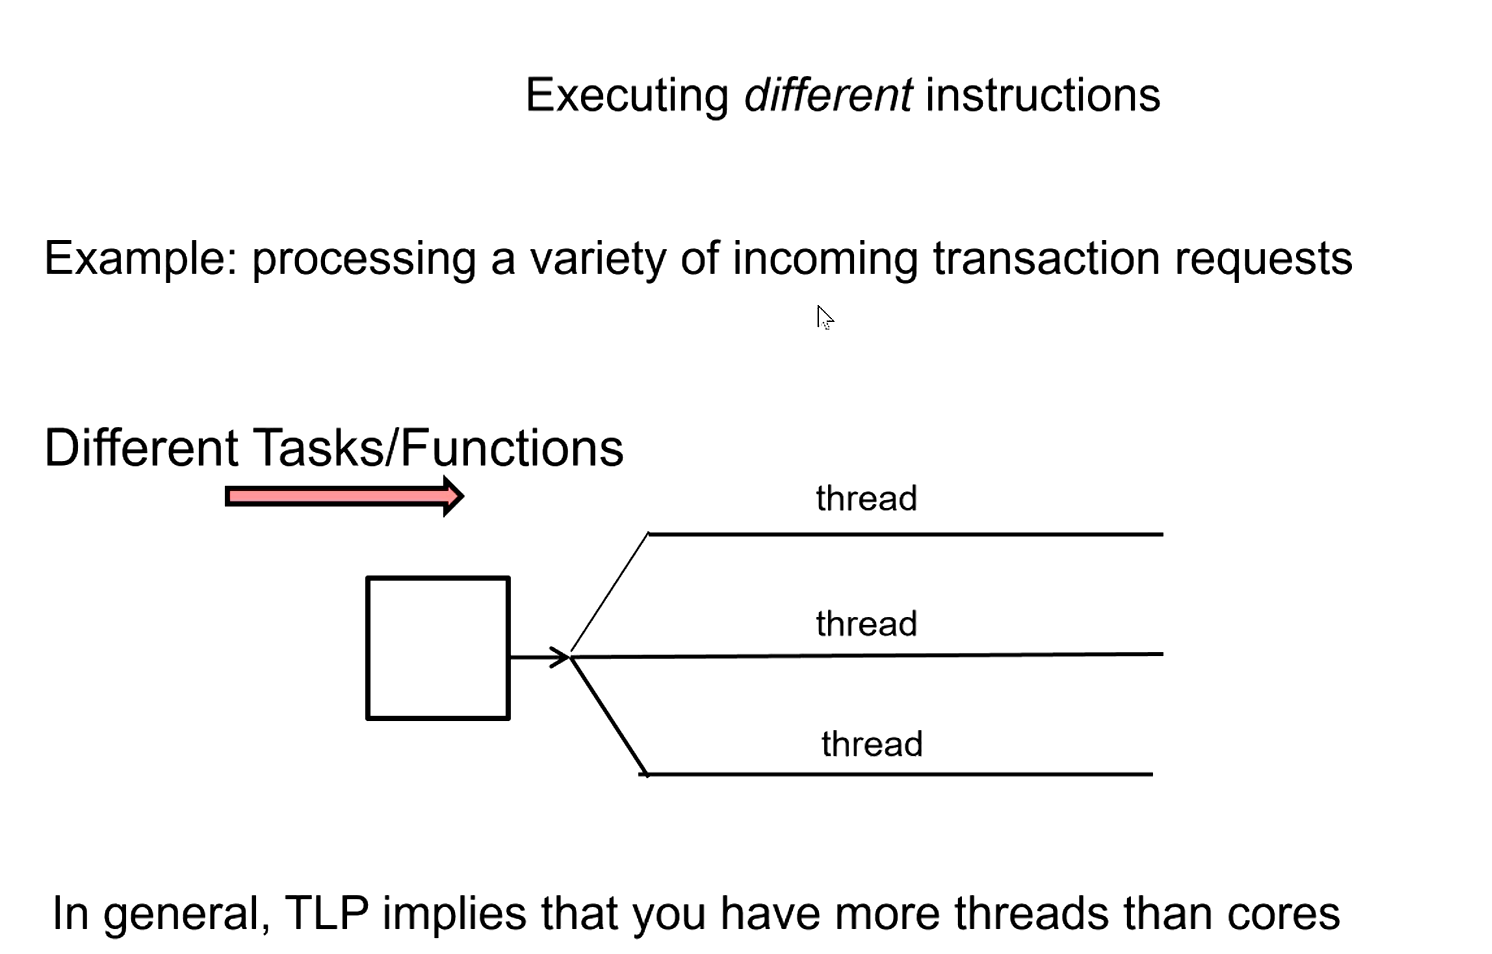 Executing different instructions
Example: processing a variety of incoming transaction requests
Different Tasks/Functions
thread
thread
thread
In general, TLP implies that you have more threads than cores